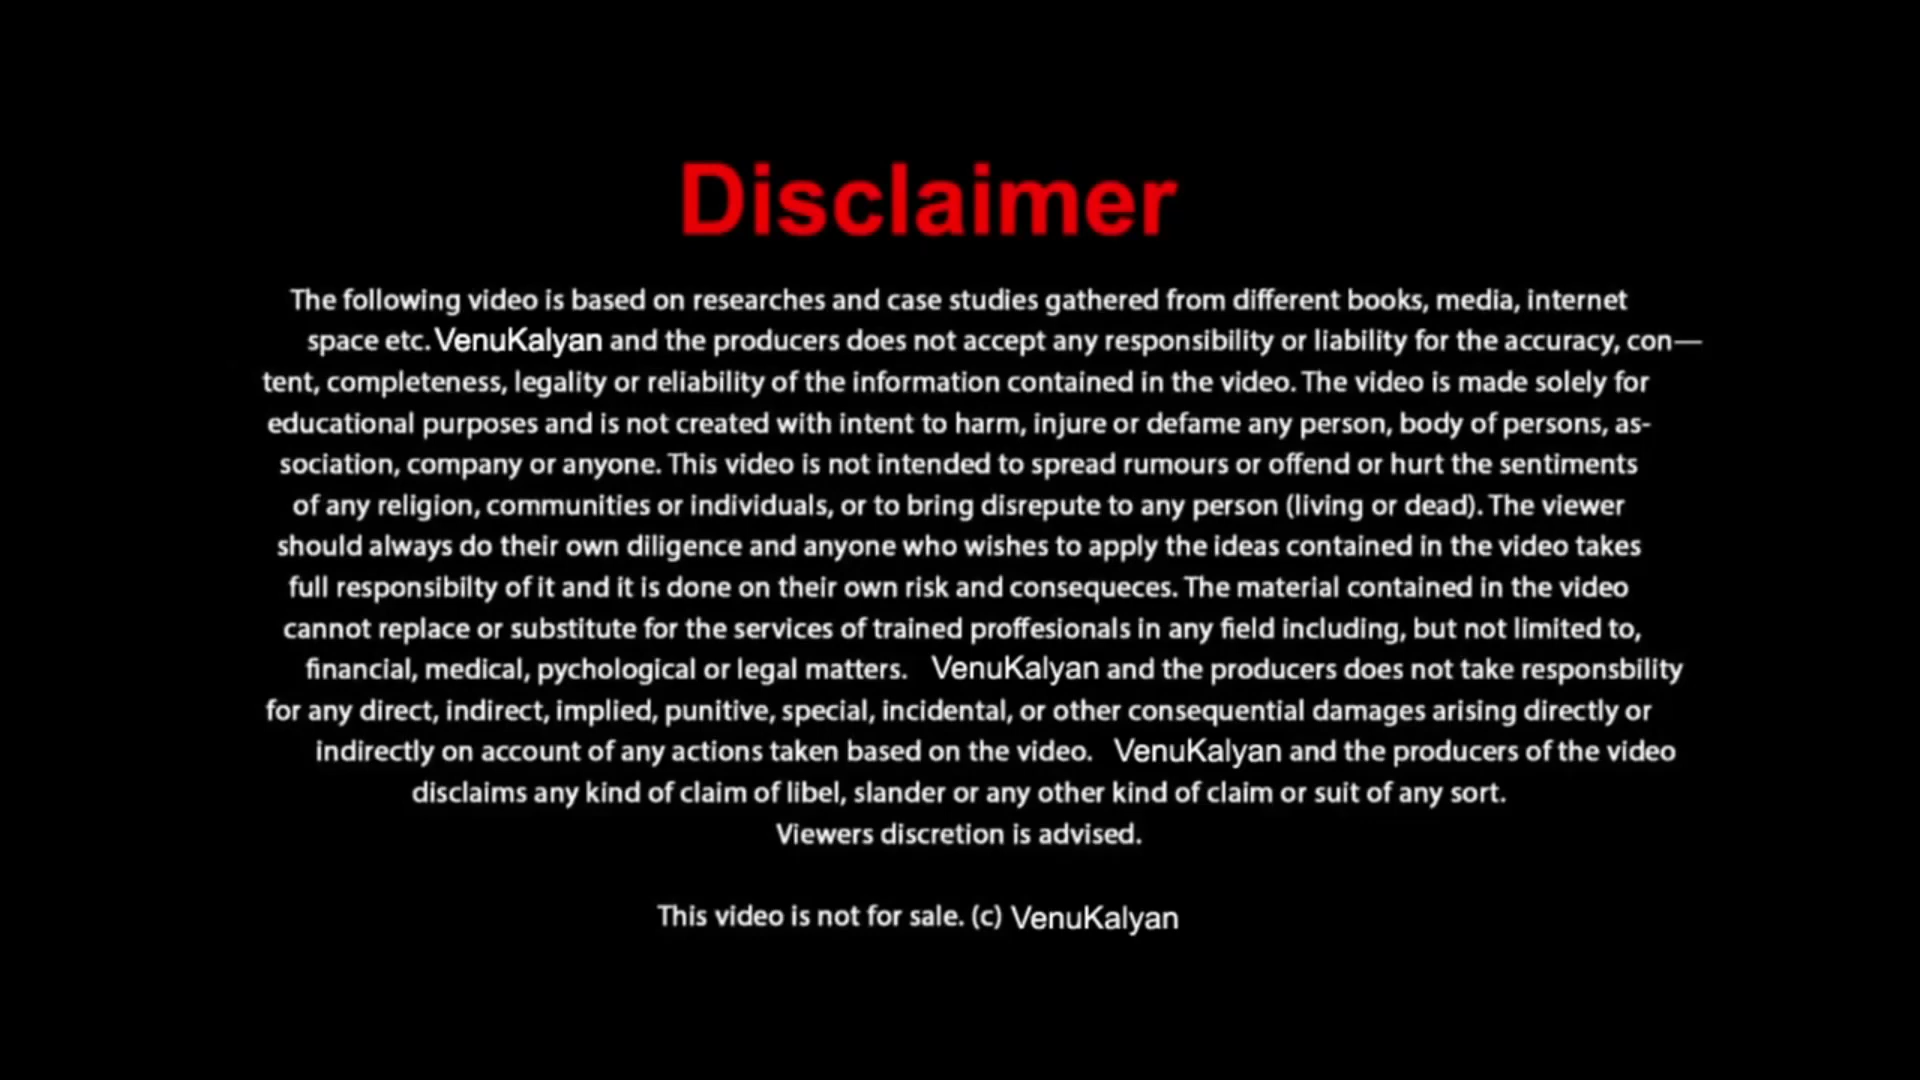 Disclaimer
The following video is based on researches and case studies gathered from different books, media, internet
space etc. VenuKalyan and the producers does not accept any responsibility or liability for the accuracy, con—
tent, completeness, legality or reliability of the information contained in the video. The video is made solely for
educational purposes and is not created with intent to harm, injure or defame any person, body of persons, as-
sociation, company or anyone. This video is not intended to spread rumours or offend or hurt the sentiments
of any religion, communities or individuals, or to bring disrepute to any person (living or dead). The viewer
should always do their own diligence and anyone who wishes to apply the ideas contained in the video takes
full responsibilty of it and it is done on their own risk and consequeces. The material contained in the video
cannot replace or substitute for the services of trained proffesionals in any field including, but not limited to,
financial, medical, pychological or legal matters. VenuKalyan and the producers does not take responsbility
for any direct, indirect, implied, punitive, special, incidental, or other consequential damages arising directly or
indirectly on account of any actions taken based on the video. VenuKalyan and the producers of the video
disclaims any kind of claim of libel, slander or any other kind of claim or suit of any sort.
Viewers discretion is advised.
This video is not for sale. (c) VenuKalyan